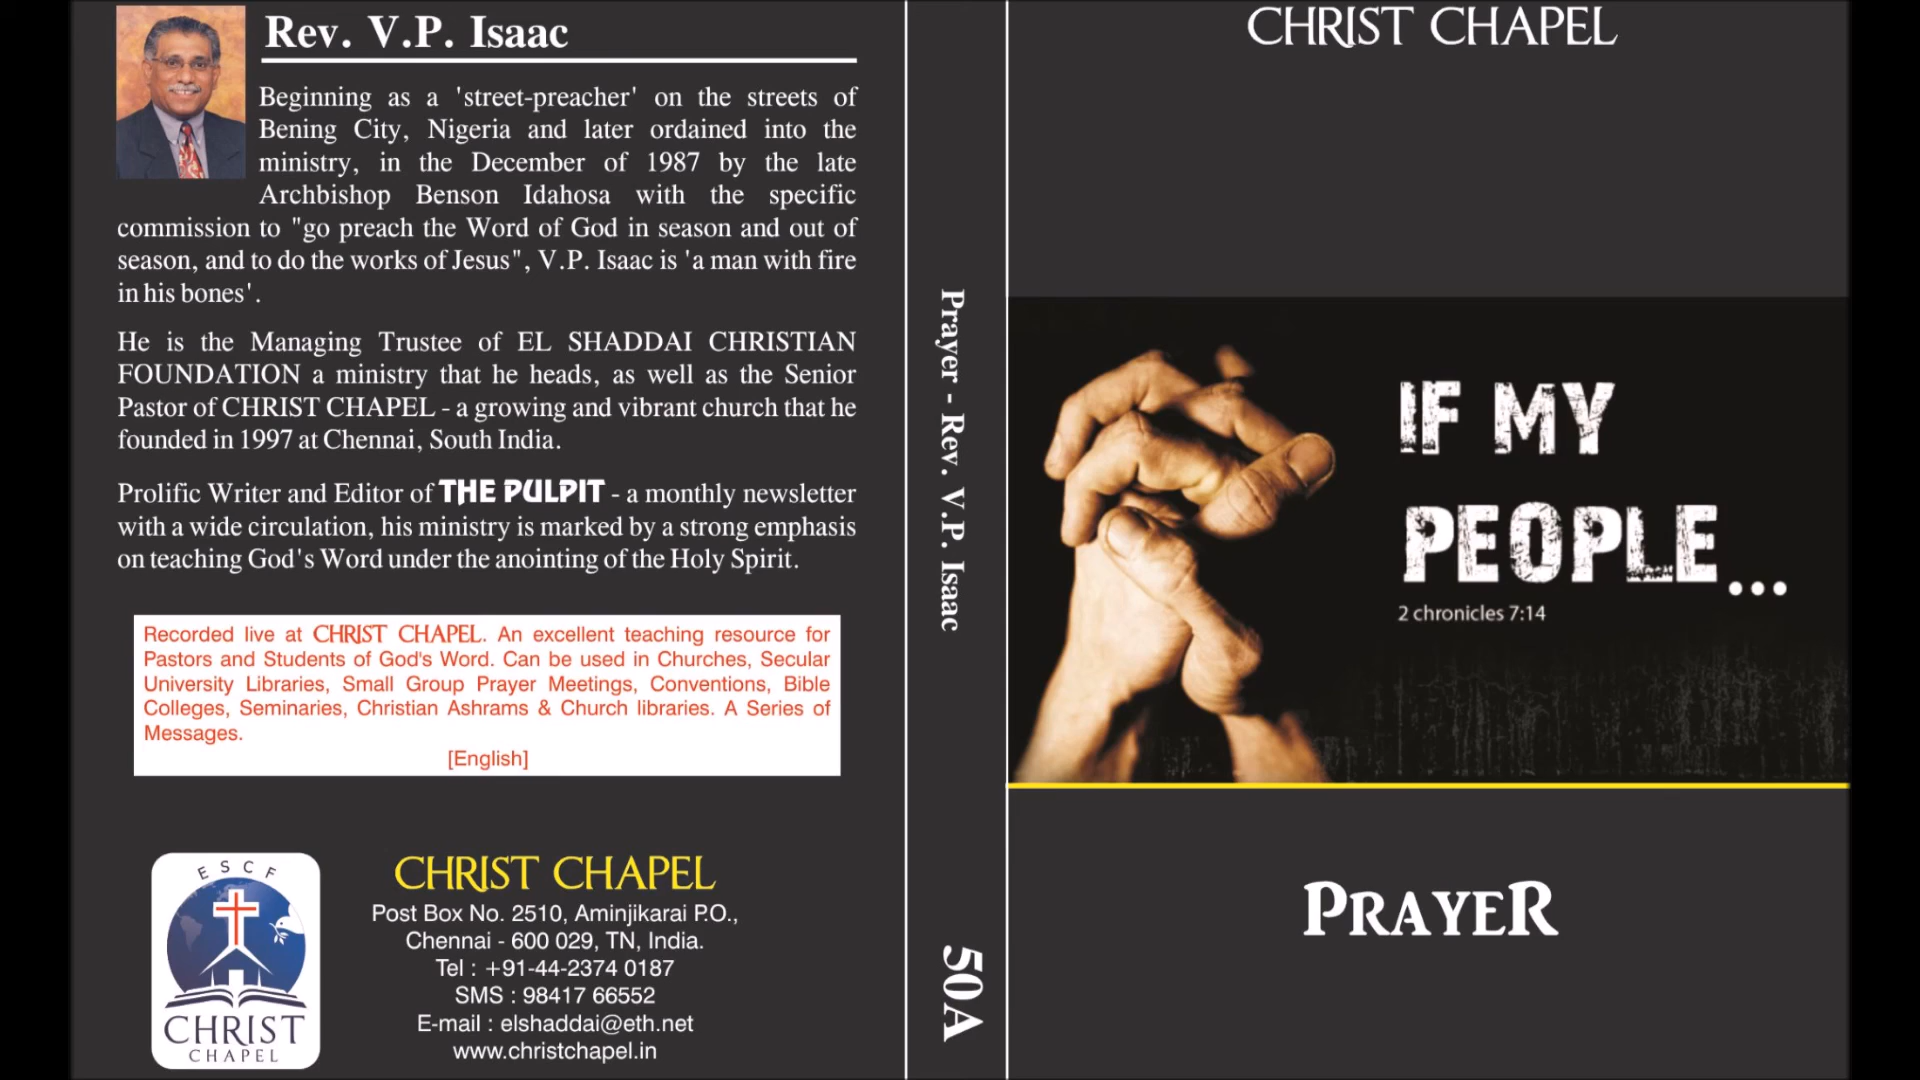 Rev. V.P. Isaac
Beginning as a 'street-preacher' on the streets of
Bening City, Nigeria and later ordained into the
ministry, in the December of 1987 by the late
Archbishop Benson Idahosa with the specific
commission to "go preach the Word of God in season and out of
season, and to do the works of Jesus", V.P. Isaac is 'a man with fire
in his bones'.
He is the Managing Trustee of EL SHADDAI CHRISTIAN
FOUNDATION a ministry that he heads, as well as the Senior
Pastor of CHRIST CHAPEL - a growing and vibrant church that he
founded in 1997 at Chennai, South India.
Prolific Writer and Editor of THE PULPIT - a monthly newsletter
with a wide circulation, his ministry is marked by a strong emphasis
on teaching God's Word under the anointing of the Holy Spirit.
Recorded live at CHRIST CHAPEL. An excellent teaching resource for
Pastors and Students of God's Word. Can be used in Churches, Secular
University Libraries, Small Group Prayer Meetings, Conventions, Bible
Colleges, Seminaries, Christian Ashrams & Church libraries. A Series of
Messages.
[English]
ESCF
CHRIST
CHAPEL
CHRIST CHAPEL
Post Box No. 2510, Aminjikarai P.O.,
Chennai - 600 029, TN, India.
Tel : +91-44-2374 0187
SMS : 98417 66552
E-mail : elshaddai@eth.net
www.christchapel.in
Prayer - Rev. V.P. Isaac
50A
CHRIST CHAPEL
IF MY
PEOPLE...
2 chronicles 7:14
PRAYER